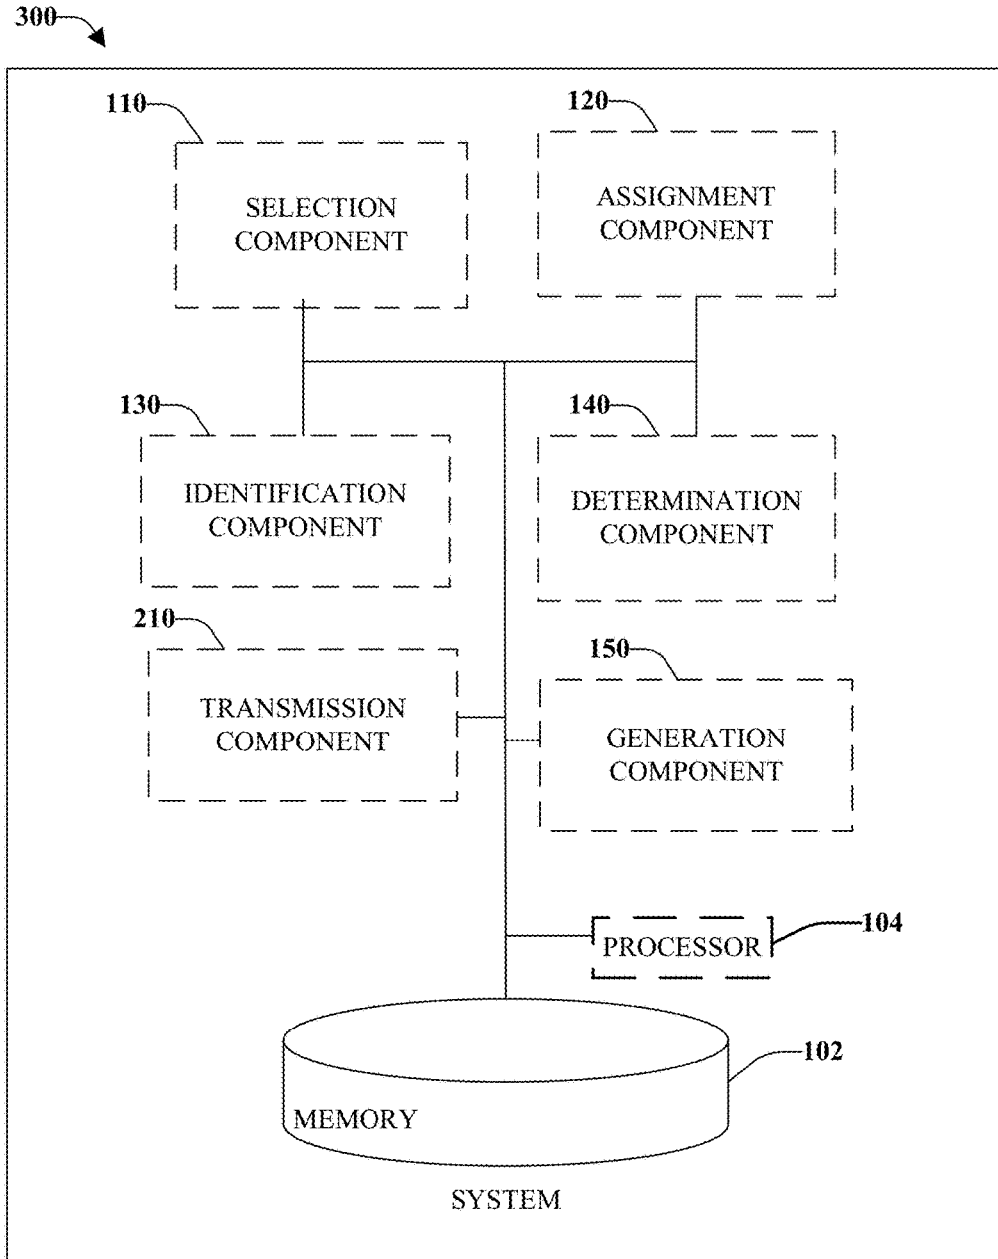 300
110
120
SELECTION
COMPONENT
ASSIGNMENT
COMPONENT
130
140
IDENTIFICATION
COMPONENT
DETERMINATION
COMPONENT
210
150
TRANSMISSION
COMPONENT
GENERATION
COMPONENT
104
PROCESSOR
102
MEMORY
SYSTEM